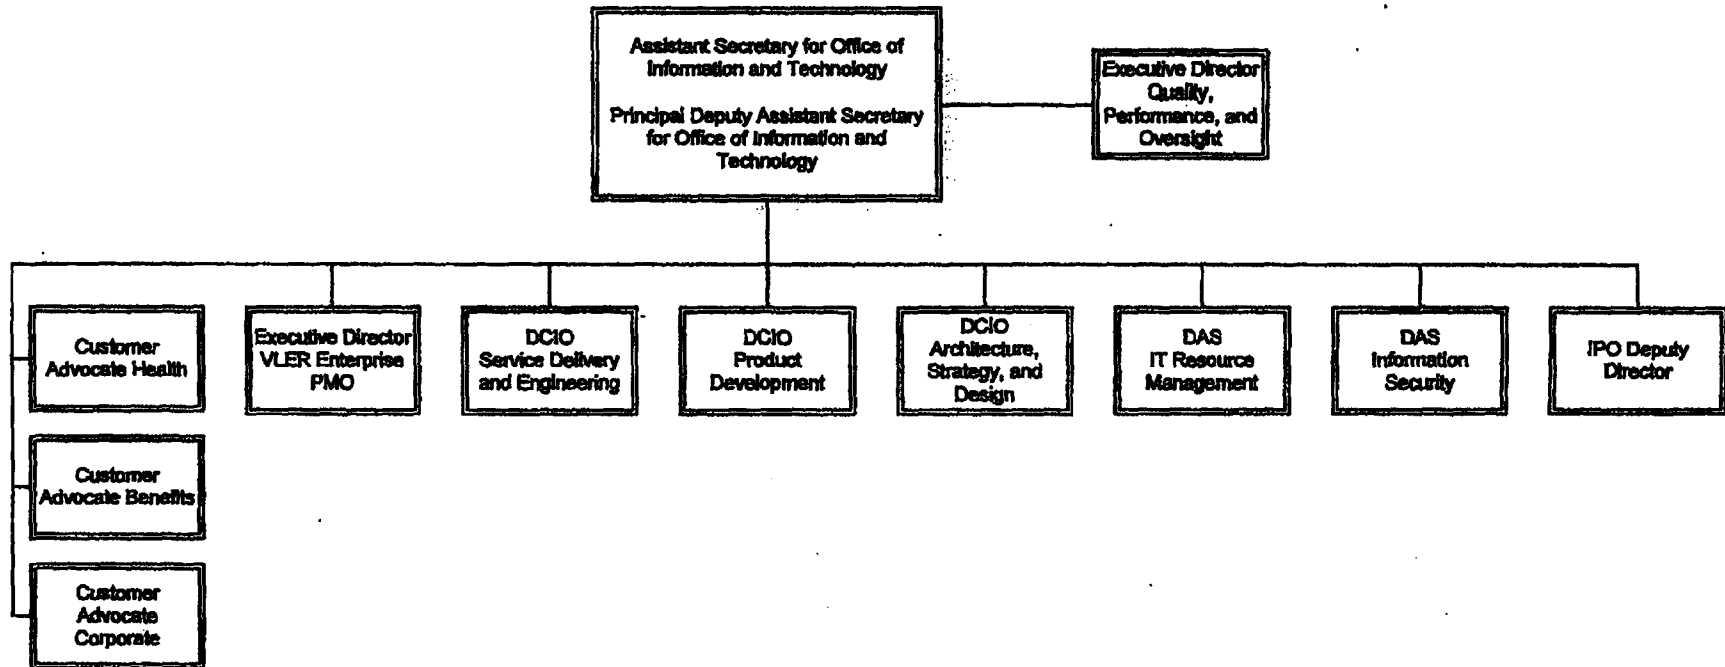 Assistant Secretary for Office of
Information and Technology
Principal Deputy Assistant Secretary
for Office of Information and
Technology
Executive Director
Quality,
Performance, and
Oversight
Customer
Advocate Health
Executive Director
VLER Enterprise
PMO
DCIO
Service Delivery
and Engineering
DCIO
Product
Development
DCIO
Architecture,
Strategy, and
Design
DAS
IT Resource
Management
DAS
Information
Security
IPO Deputy
Director
Customer
Advocate Benefits
Customer
Advocate
Corporate